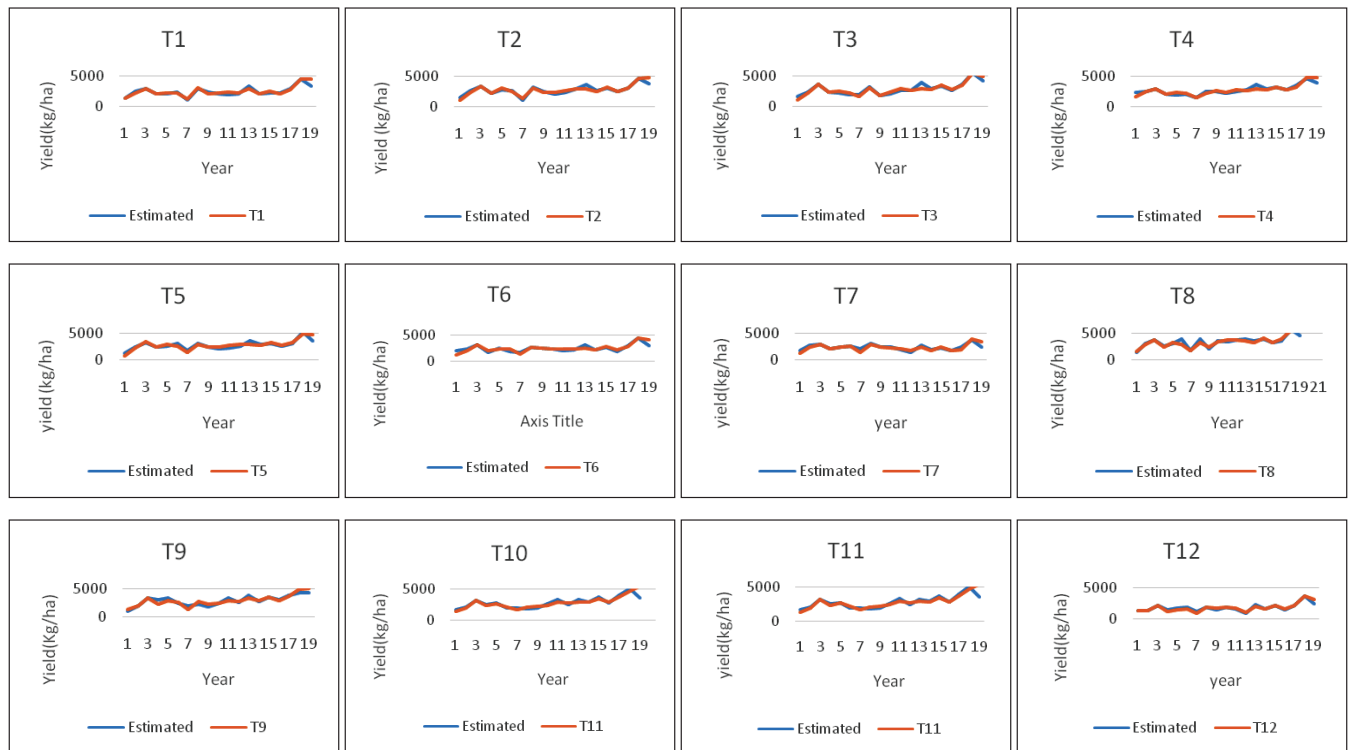 T1
Yield(kg/ha)
5000
0
1 3 5 7 9 11 13 15 17 19
Year
Estimated T1
T2
Yield (kg/ha)
5000
0
1 3 5 7 9 11 13 15 17 19
Year
Estimated T2
T3
yield(kg/ha)
5000
0
1 3 5 7 9 11 13 15 17 19
Year
Estimated T3
T4
Yield(kg/ha)
5000
0
1 3 5 7 9 11 13 15 17 19
Year
Estimated T4
T5
yield (kg/ha)
5000
0
1 3 5 7 9 11 13 15 17 19
Year
Estimated T5
T6
Yield(kg/ha)
5000
0
1 3 5 7 9 11 13 15 17 19
Axis Title
Estimated T6
T7
yield(kg/ha)
5000
0
1 3 5 7 9 11 13 15 17 19
year
Estimated T7
T8
Yield(kg/ha)
5000
0
1 3 5 7 9 11 13 15 17 19 21
Year
Estimated T8
T9
Yield(Kg/ha)
5000
0
1 3 5 7 9 11 13 15 17 19
Year
Estimated T9
T10
Yield(kg/ha)
5000
0
1 3 5 7 9 11 13 15 17 19
Year
Estimated T11
T11
yield(kg/ha)
5000
0
1 3 5 7 9 11 13 15 17 19
Year
Estimated T11
T12
Yield(kg/ha)
5000
0
1 3 5 7 9 11 13 15 17 19
year
Estimated T12